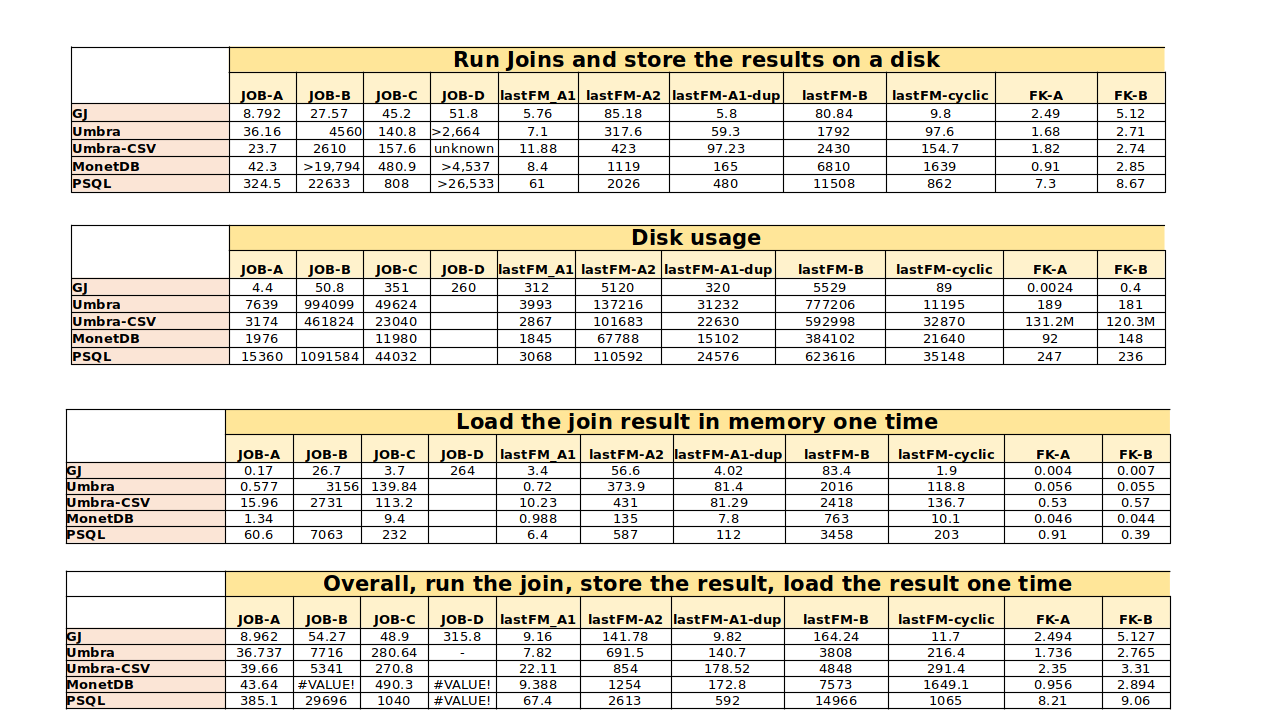 Run Joins and store the results on a disk
JOB-A JOB-B JOB-C JOB-D lastFM_A1 lastFM-A2 lastFM-A1-dup lastFM-B lastFM-cyclic FK-A FK-B
GJ 8.792 27.57 45.2 51.8 5.76 85.18 5.8 80.84 9.8 2.49 5.12
Umbra 36.16 4560 140.8 >2,664 7.1 317.6 59.3 1792 97.6 1.68 2.71
Umbra-CSV 23.7 2610 157.6 unknown 11.88 423 97.23 2430 154.7 1.82 2.74
MonetDB 42.3 >19,794 480.9 >4,537 8.4 1119 165 6810 1639 0.91 2.85
PSQL 324.5 22633 808 >26,533 61 2026 480 11508 862 7.3 8.67
Disk usage
JOB-A JOB-B JOB-C JOB-D lastFM_A1 lastFM-A2 lastFM-A1-dup lastFM-B lastFM-cyclic FK-A FK-B
GJ 4.4 50.8 351 260 312 5120 320 5529 89 0.0024 0.4
Umbra 7639 994099 49624 3993 137216 31232 777206 11195 189 181
Umbra-CSV 3174 461824 23040 2867 101683 22630 592998 32870 131.2M 120.3M
MonetDB 1976 11980 1845 67788 15102 384102 21640 92 148
PSQL 15360 1091584 44032 3068 110592 24576 623616 35148 247 236
Load the join result in memory one time
JOB-A JOB-B JOB-C JOB-D lastFM_A1 lastFM-A2 lastFM-A1-dup lastFM-B lastFM-cyclic FK-A FK-B
GJ 0.17 26.7 3.7 264 3.4 56.6 4.02 83.4 1.9 0.004 0.007
Umbra 0.577 3156 139.84 0.72 373.9 81.4 2016 118.8 0.056 0.055
Umbra-CSV 15.96 2731 113.2 10.23 431 81.29 2418 136.7 0.53 0.57
MonetDB 1.34 9.4 0.988 135 7.8 763 10.1 0.046 0.044
PSQL 60.6 7063 232 6.4 587 112 3458 203 0.91 0.39
Overall, run the join, store the result, load the result one time
JOB-A JOB-B JOB-C JOB-D lastFM_A1 lastFM-A2 lastFM-A1-dup lastFM-B lastFM-cyclic FK-A FK-B
GJ 8.962 54.27 48.9 315.8 9.16 141.78 9.82 164.24 11.7 2.494 5.127
Umbra 36.737 7716 280.64 - 7.82 691.5 140.7 3808 216.4 1.736 2.765
Umbra-CSV 39.66 5341 270.8 22.11 854 178.52 4848 291.4 2.35 3.31
MonetDB 43.64 #VALUE! 490.3 #VALUE! 9.388 1254 172.8 7573 1649.1 0.956 2.894
PSQL 385.1 29696 1040 #VALUE! 67.4 2613 592 14966 1065 8.21 9.06